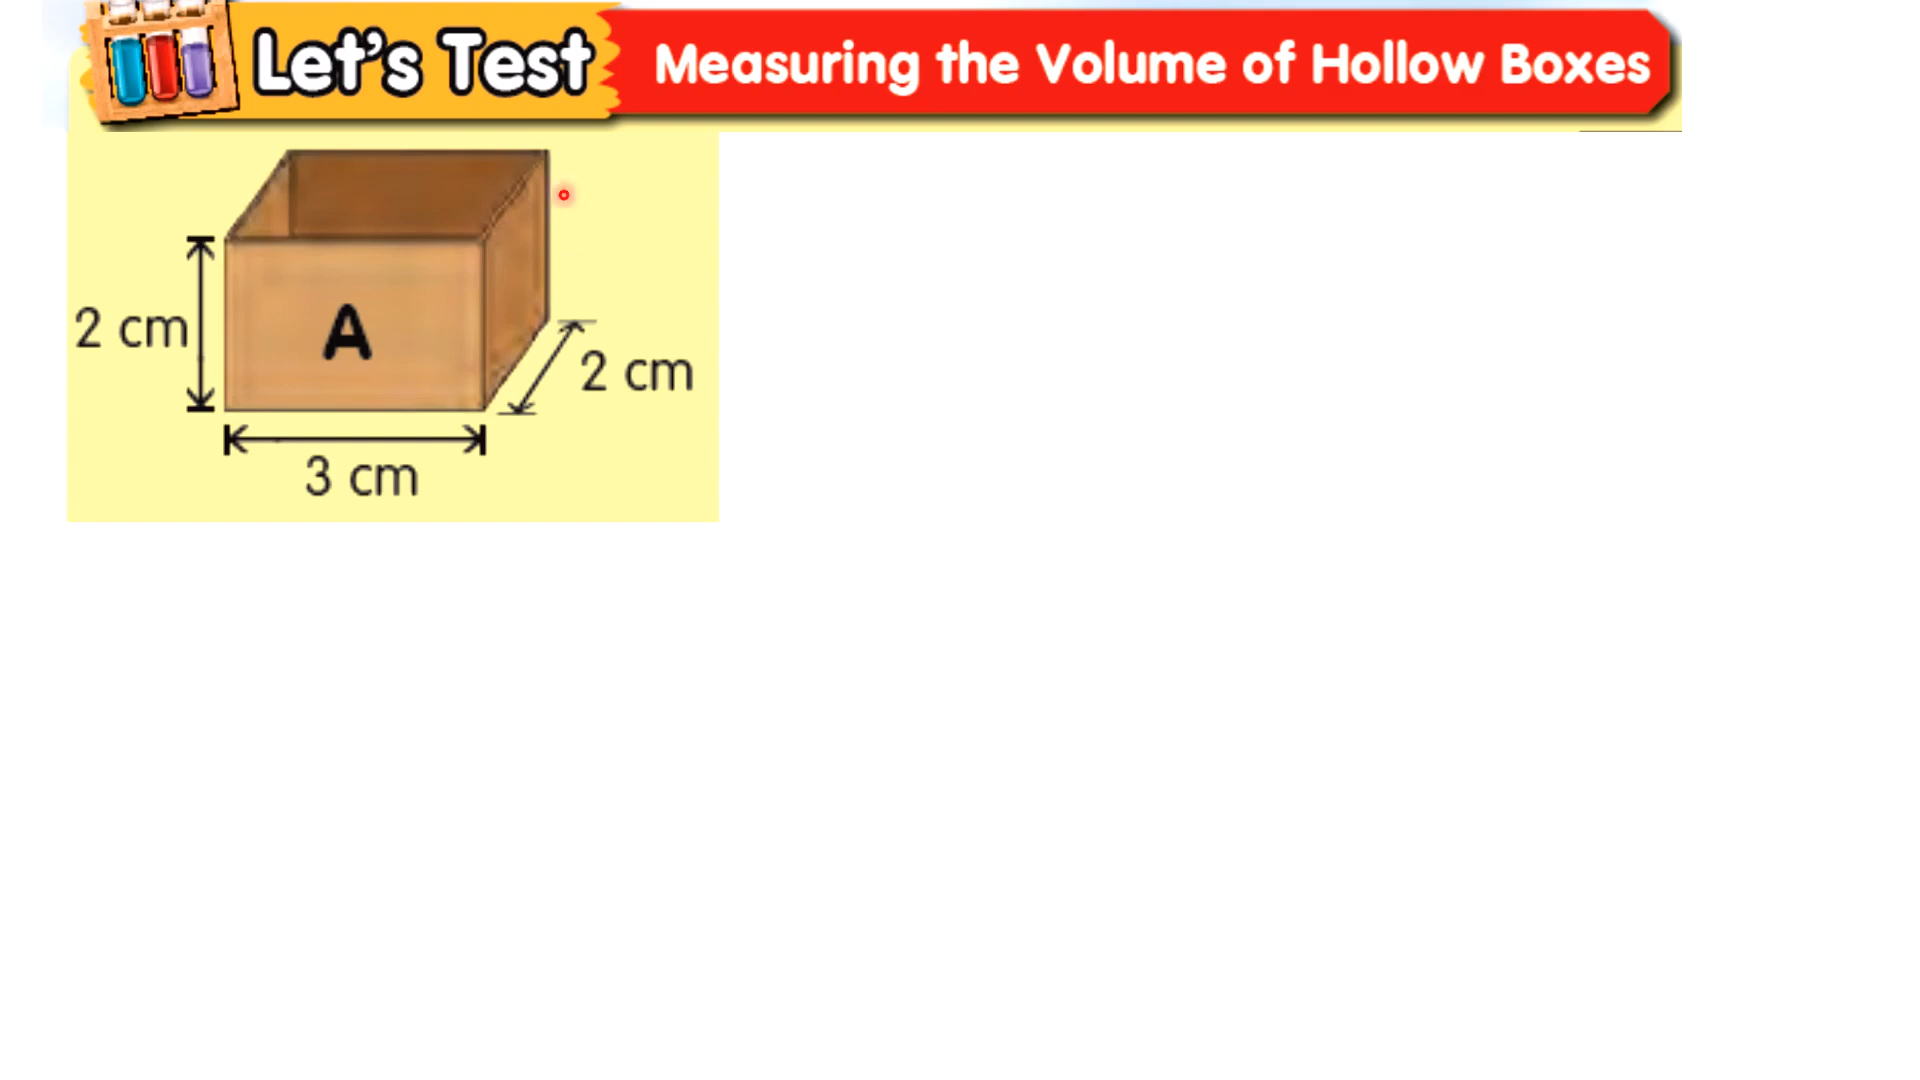 Let's Test Measuring the Volume of Hollow Boxes
2 cm
A
2 cm
3 cm